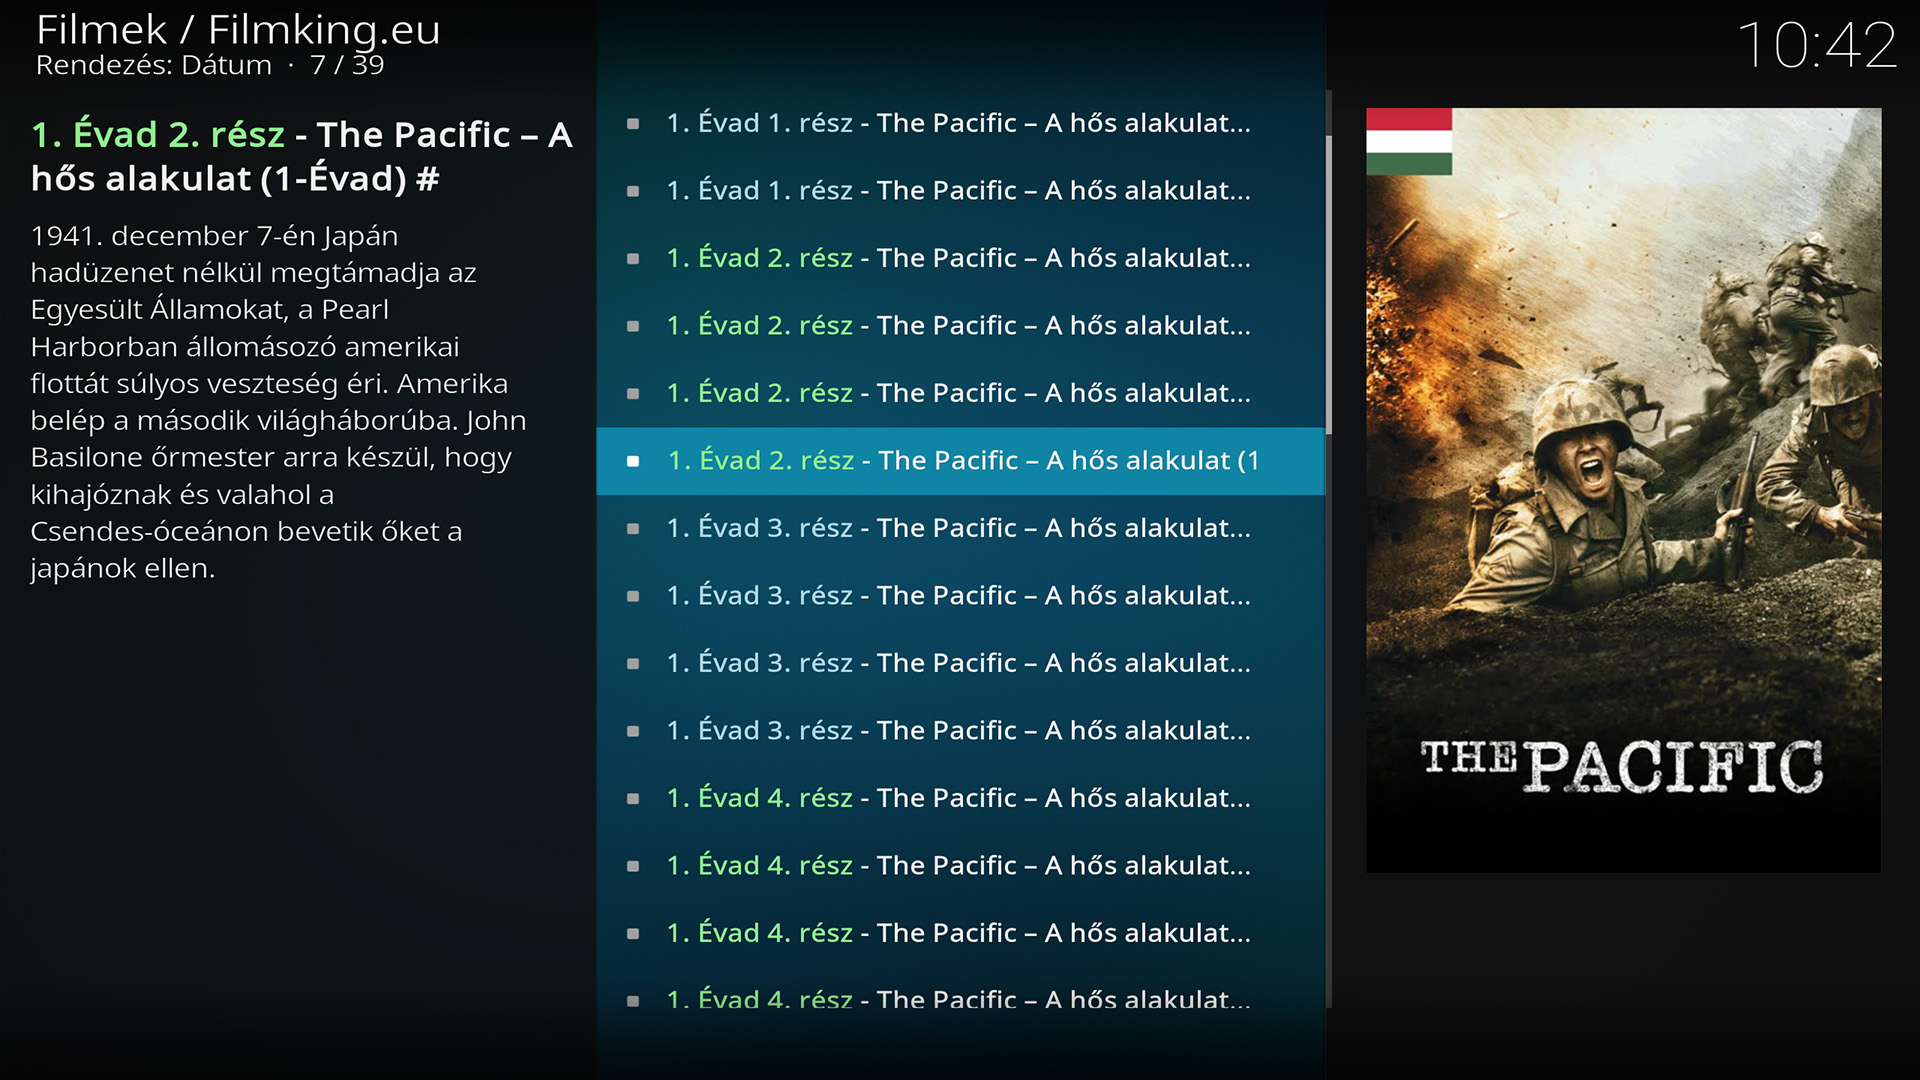 Filmek / Filmking.eu
Rendezés: Dátum · 7 / 39
10:42
1. Évad 2. rész - The Pacific – A
hős alakulat (1-Évad) #
1941. december 7-én Japán
hadüzenet nélkül megtámadja az
Egyesült Államokat, a Pearl
Harborban állomásozó amerikai
flottát súlyos veszteség éri. Amerika
belép a második világháborúba. John
Basilone őrmester arra készül, hogy
kihajóznak és valahol a
Csendes-óceánon bevetik őket a
japánok ellen.
1. Évad 1. rész - The Pacific – A hős alakulat...
1. Évad 1. rész - The Pacific – A hős alakulat...
1. Évad 2. rész - The Pacific – A hős alakulat...
1. Évad 2. rész - The Pacific – A hős alakulat...
1. Évad 2. rész - The Pacific – A hős alakulat...
1. Évad 2. rész - The Pacific – A hős alakulat (1
1. Évad 3. rész - The Pacific – A hős alakulat...
1. Évad 3. rész - The Pacific – A hős alakulat...
1. Évad 3. rész - The Pacific – A hős alakulat...
1. Évad 3. rész - The Pacific – A hős alakulat...
1. Évad 4. rész - The Pacific – A hős alakulat...
1. Évad 4. rész - The Pacific – A hős alakulat...
1. Évad 4. rész - The Pacific – A hős alakulat...
1. Évad 4. rész - The Pacific – A hős alakulat...
THE PACIFIC